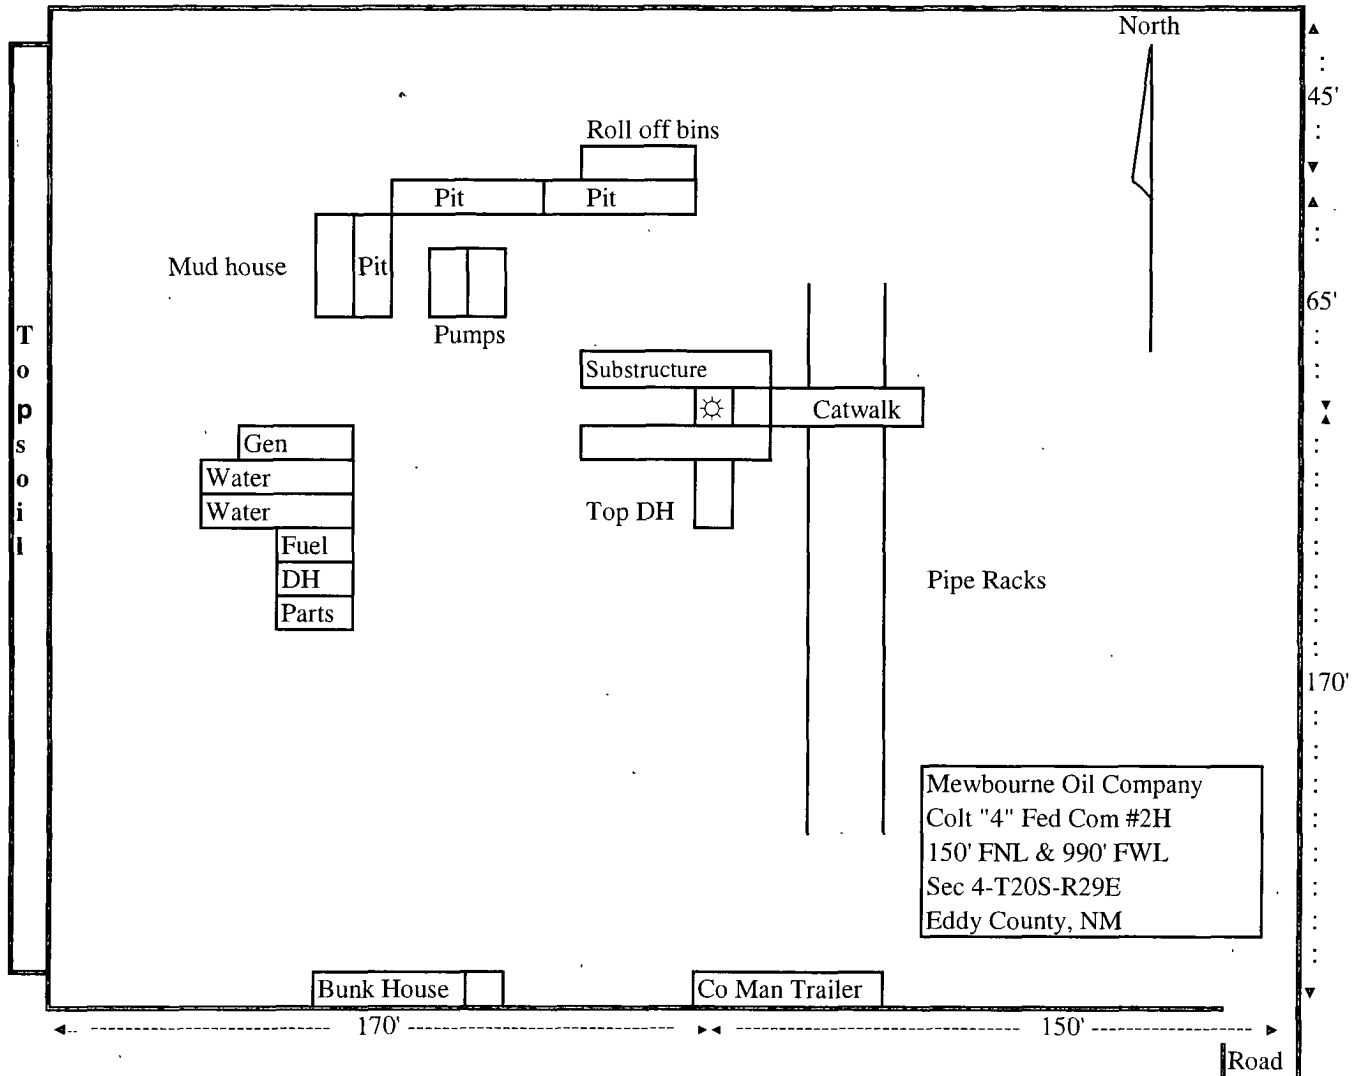 North
45'
Roll off bins
Pit
Pit
Mud house
Pit
65'
Pumps
Topsoil
Substructure
Catwalk
Gen
Water
Water
Top DH
Fuel
DH
Pipe Racks
Parts
170'
Mewbourne Oil Company
Colt "4" Fed Com #2H
150' FNL & 990' FWL
Sec 4-T20S-R29E
Eddy County, NM
Bunk House
Co Man Trailer
170'
150'
Road